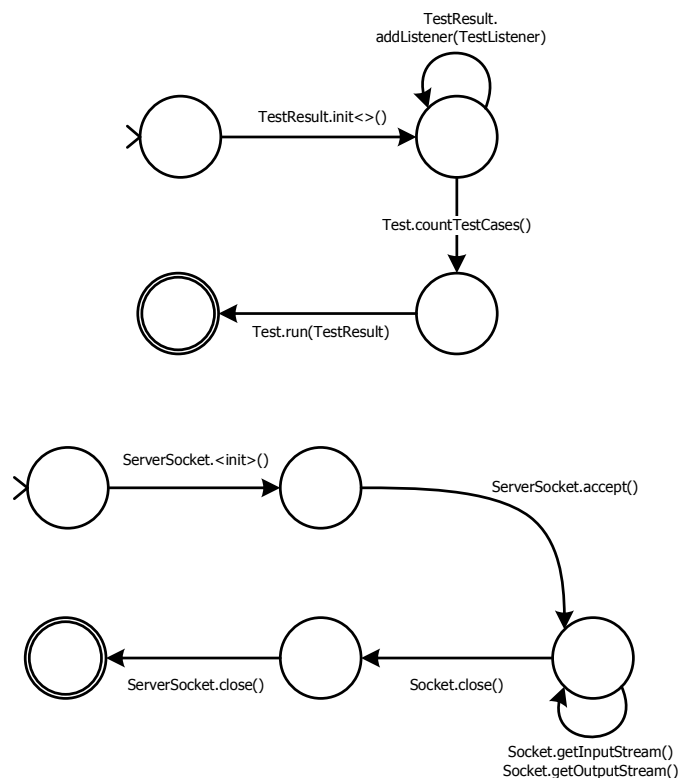 TestResult.
addListener(TestListener)
TestResult.init<>()
Test.countTestCases()
Test.run(TestResult)
ServerSocket.<init>()
ServerSocket.accept()
ServerSocket.close()
Socket.close()
Socket.getInputStream()
Socket.getOutputStream()